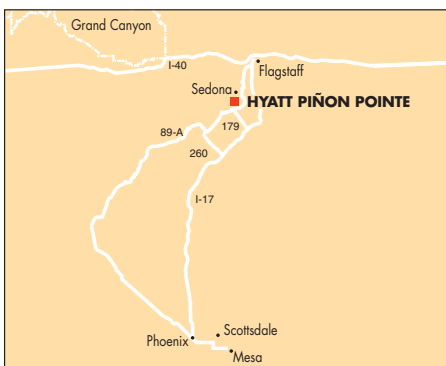 Grand Canyon
I-40
Flagstaff
Sedona
HYATT PIÑON POINTE
179
89-A
260
I-17
Scottsdale
Phoenix
Mesa